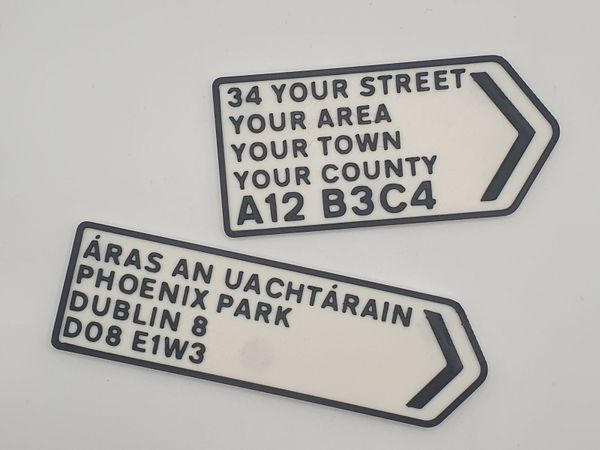 34 YOUR STREET
YOUR AREA
YOUR TOWN
YOUR COUNTY
A12 B3C4
ÁRAS AN UACHTÁRAIN
PHOENIX PARK
DUBLIN 8
D08 E1W3